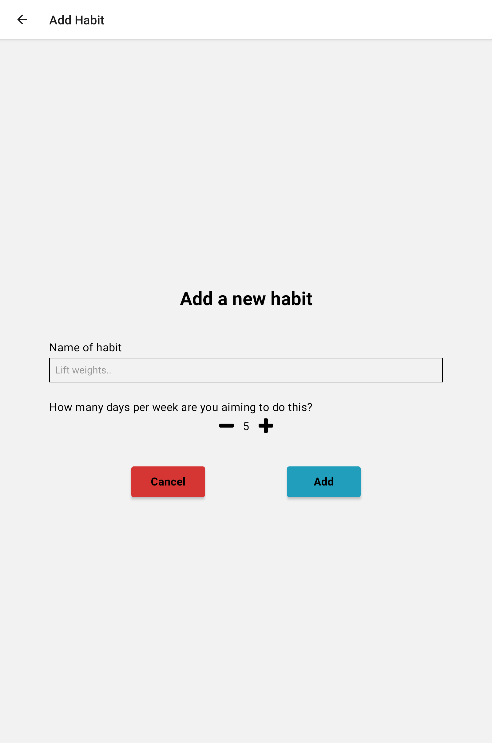 Add Habit
Add a new habit
Name of habit
Lift weights..
How many days per week are you aiming to do this?
5
Cancel Add